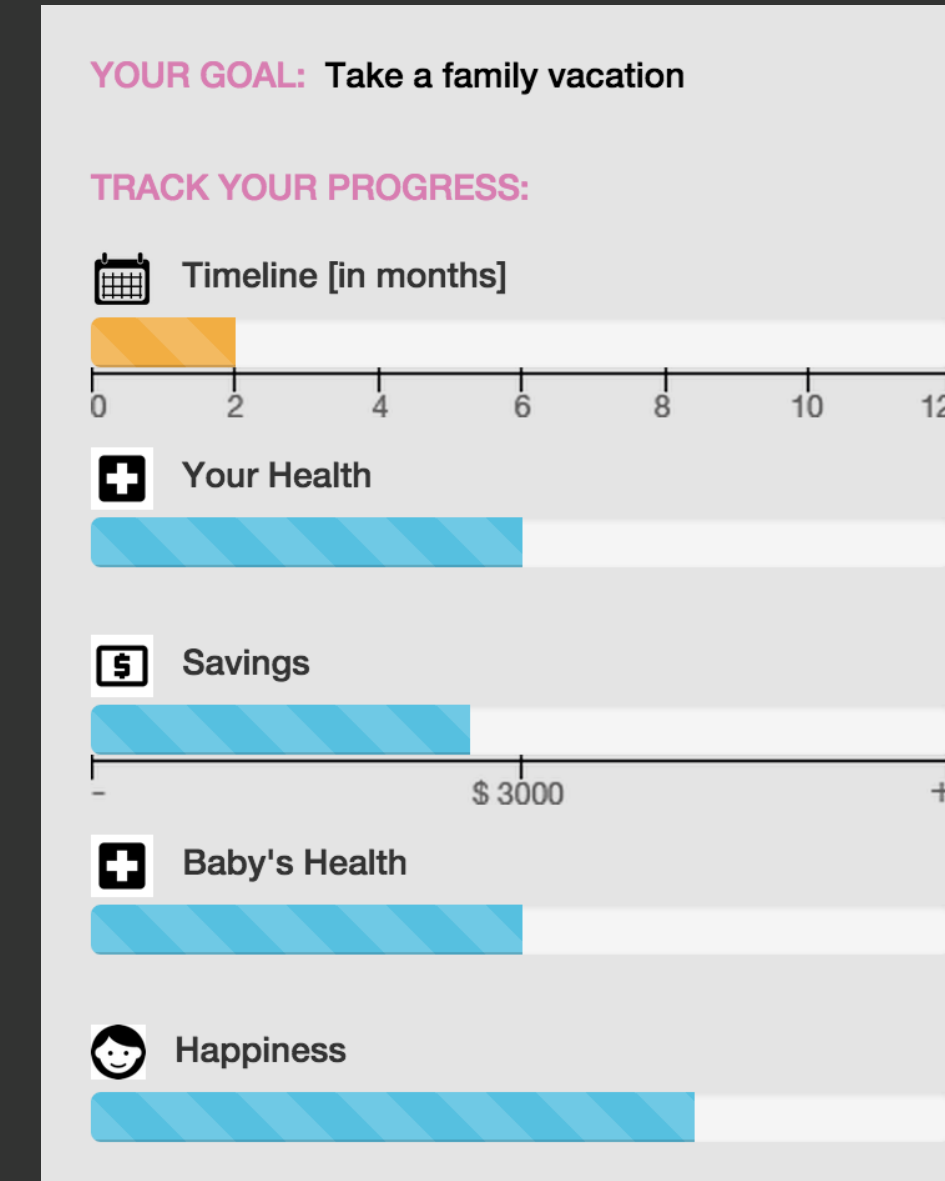 YOUR GOAL: Take a family vacation
TRACK YOUR PROGRESS:
Timeline [in months]
0 2 4 6 8 10 12
Your Health
$
Savings
- $ 3000 +
Baby's Health
Happiness